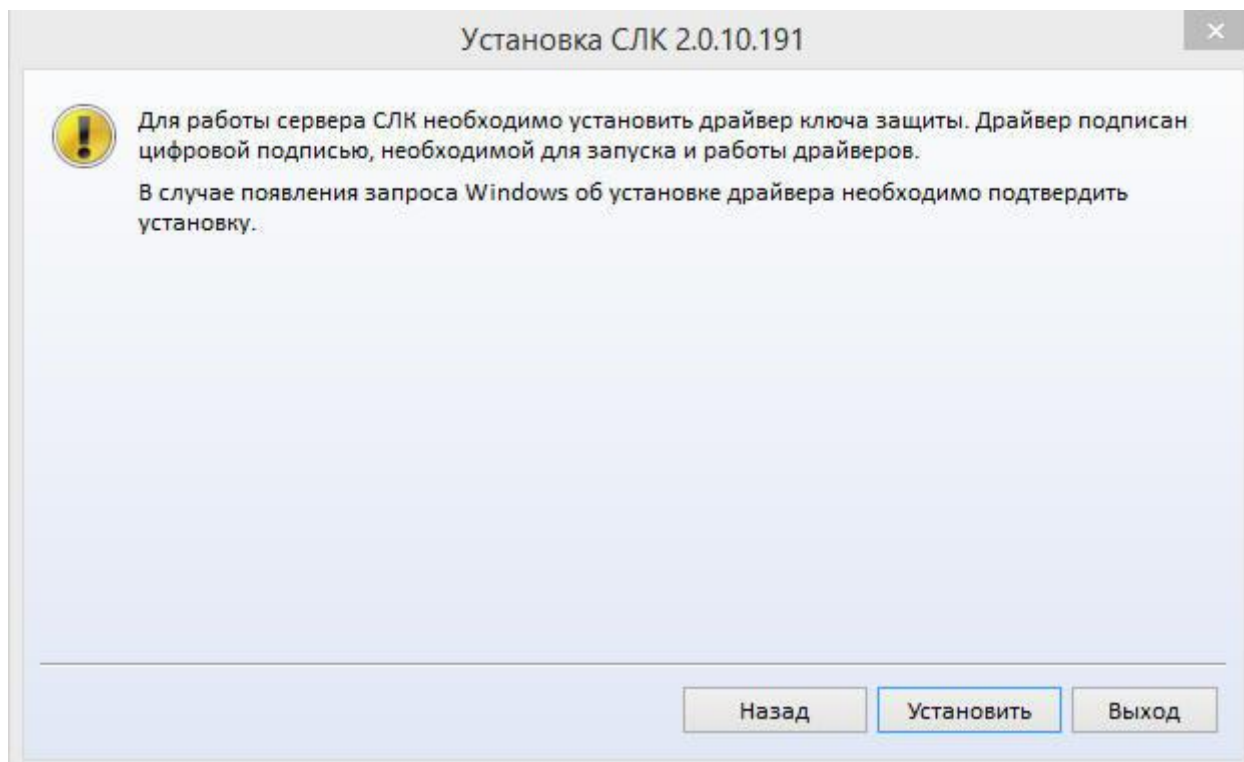 Установка СЛК 2.0.10.191
Для работы сервера СЛК необходимо установить драйвер ключа защиты. Драйвер подписан
цифровой подписью, необходимой для запуска и работы драйверов.
В случае появления запроса Windows об установке драйвера необходимо подтвердить
установку.
Назад
Установить
Выход